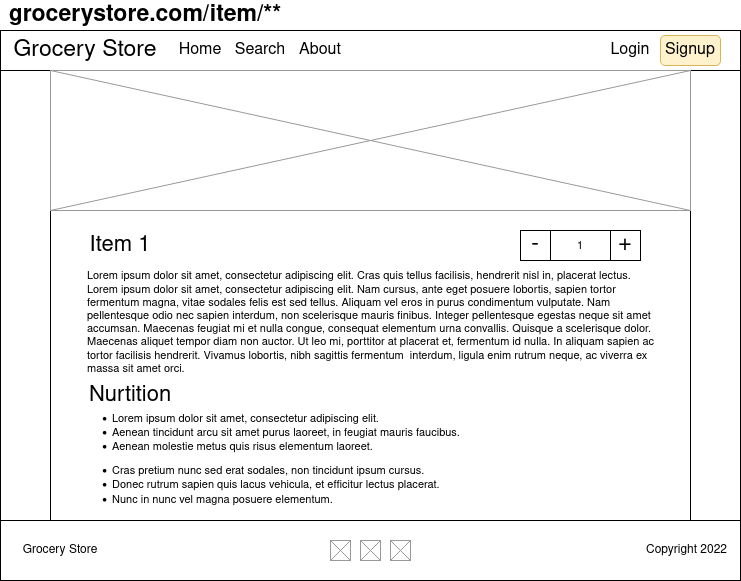 grocerystore.com/item/**
Grocery Store Home Search About Login Signup
Item 1 - 1 +
Lorem ipsum dolor sit amet, consectetur adipiscing elit. Cras quis tellus facilisis, hendrerit nisl in, placerat lectus.
Lorem ipsum dolor sit amet, consectetur adipiscing elit. Nam cursus, ante eget posuere lobortis, sapien tortor
fermentum magna, vitae sodales felis est sed tellus. Aliquam vel eros in purus condimentum vulputate. Nam
pellentesque odio nec sapien interdum, non scelerisque mauris finibus. Integer pellentesque egestas neque sit amet
accumsan. Maecenas feugiat mi et nulla congue, consequat elementum urna convallis. Quisque a scelerisque dolor.
Maecenas aliquet tempor diam non auctor. Ut leo mi, porttitor at placerat et, fermentum id nulla. In aliquam sapien ac
tortor facilisis hendrerit. Vivamus lobortis, nibh sagittis fermentum interdum, ligula enim rutrum neque, ac viverra ex
massa sit amet orci.
Nurtition
• Lorem ipsum dolor sit amet, consectetur adipiscing elit.
• Aenean tincidunt arcu sit amet purus laoreet, in feugiat mauris faucibus.
• Aenean molestie metus quis risus elementum laoreet.
• Cras pretium nunc sed erat sodales, non tincidunt ipsum cursus.
• Donec rutrum sapien quis lacus vehicula, et efficitur lectus placerat.
• Nunc in nunc vel magna posuere elementum.
Grocery Store Copyright 2022